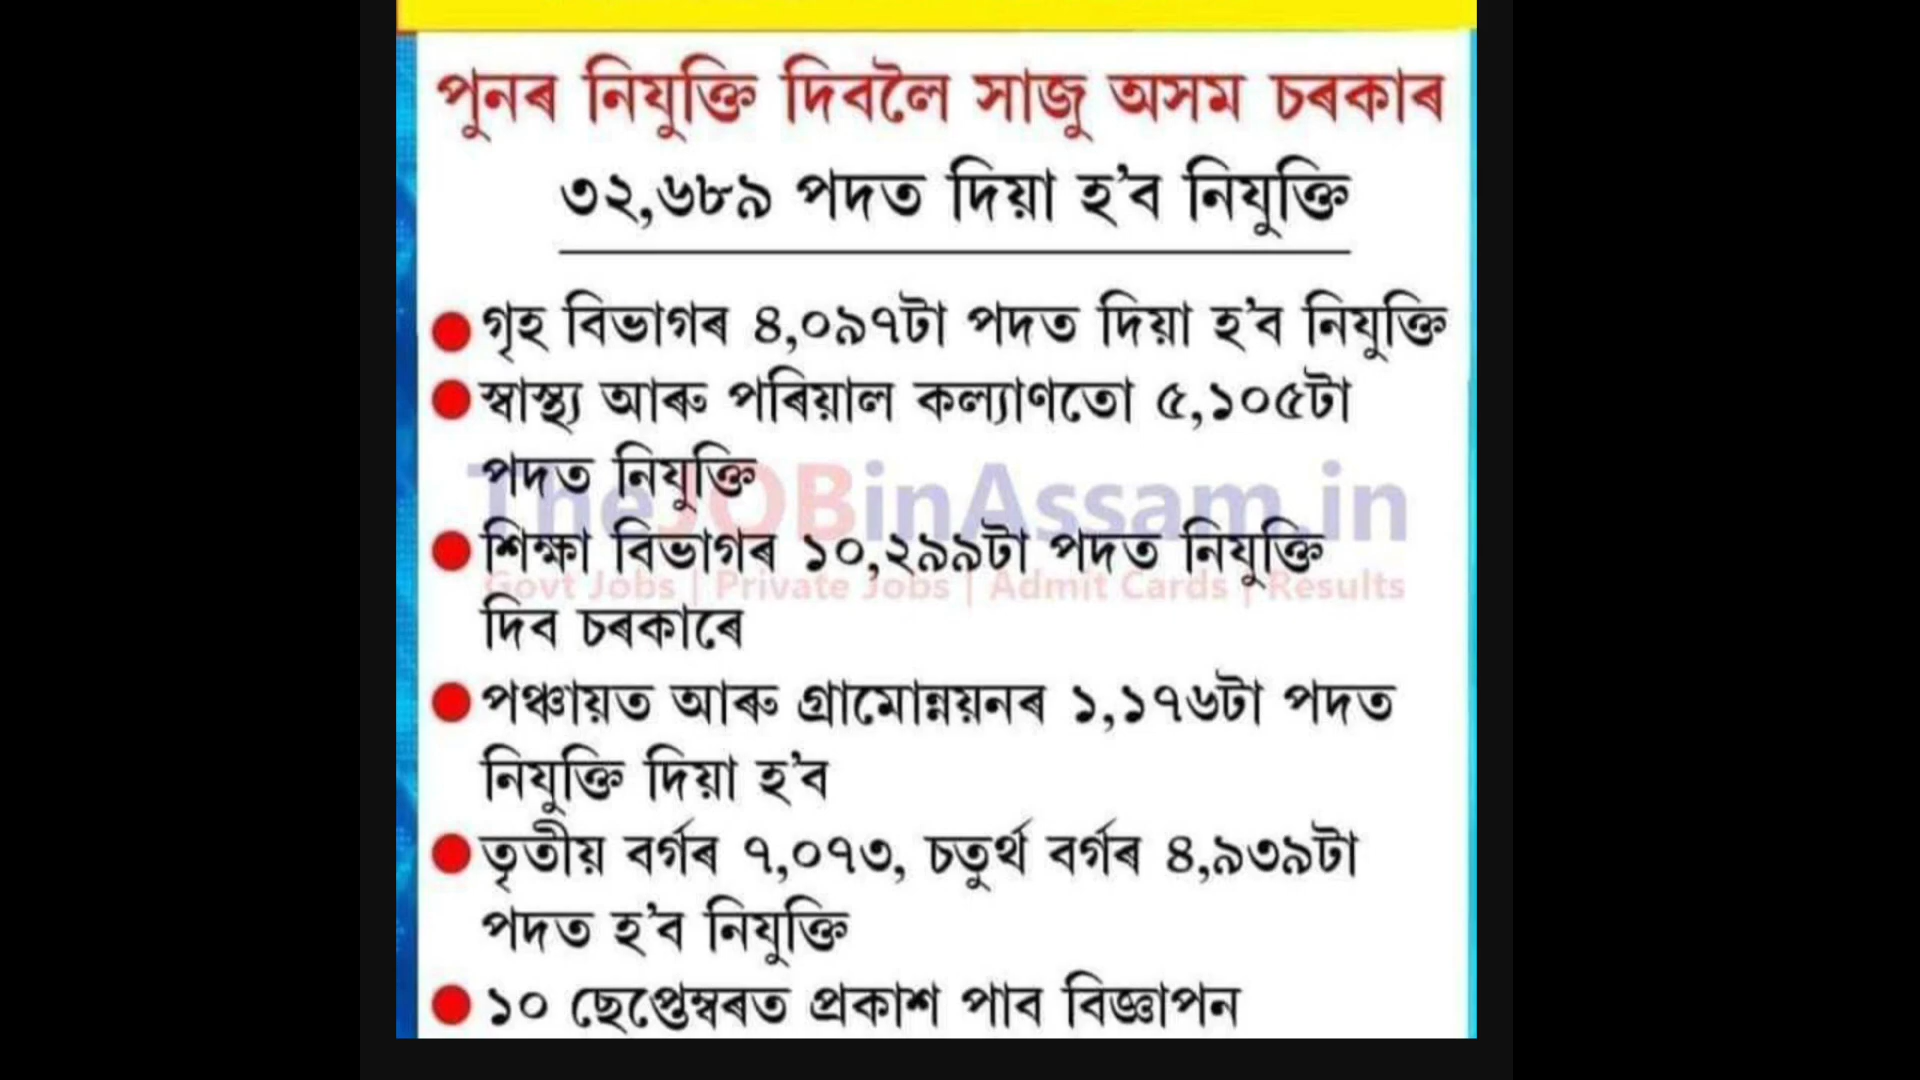 পুনৰ নিযুক্তি দিবলৈ সাজু অসম চৰকাৰ
৩২,৬৮৯ পদত দিয়া হ'ব নিযুক্তি
গৃহ বিভাগৰ ৪,০৯৭টা পদত দিয়া হ'ব নিযুক্তি
স্বাস্থ্য আৰু পৰিয়াল কল্যাণতো ৫,১০৫টা
পদত নিযুক্তি
TheJOBinAssam.in
শিক্ষা বিভাগৰ ১০,২৯৯টা পদত নিযুক্তি
Govt Jobs | Private Jobs | Admit Cards | Results
দিব চৰকাৰে
পঞ্চায়ত আৰু গ্ৰামোন্নয়নৰ ১,১৭৬টা পদত
নিযুক্তি দিয়া হ'ব
তৃতীয় বৰ্গৰ ৭,০৭৩, চতুৰ্থ বৰ্গৰ ৪,৯৩৯টা
পদত হ'ব নিযুক্তি
১০ ছেপ্তেম্বৰত প্ৰকাশ পাব বিজ্ঞাপন